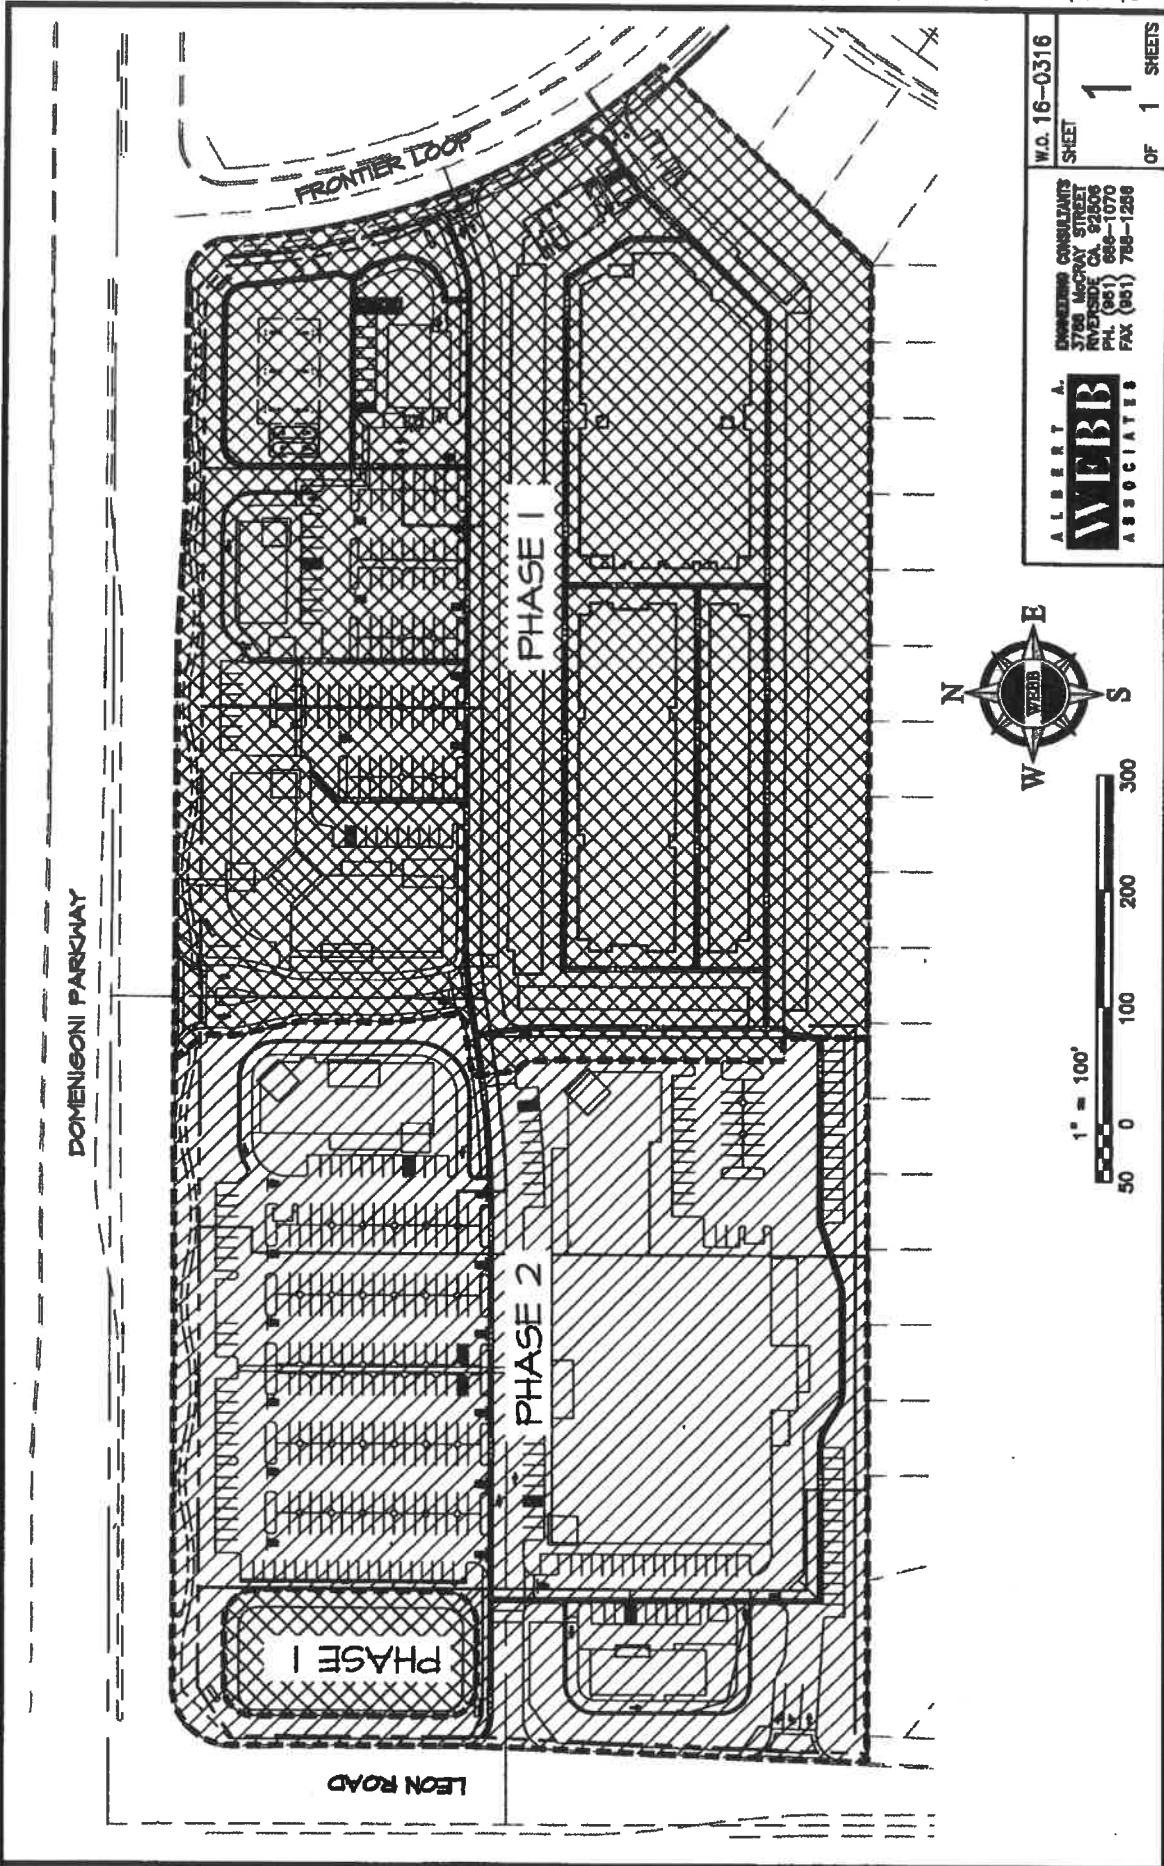 DOMENIGONI PARKWAY
FRONTIER LOOP
LEON ROAD
PHASE 1
PHASE 1
PHASE 2
N
W
E
S
WEBB
1" = 100'
50 0 100 200 300
ALBERT A.
WEBB
ASSOCIATES
ENGINEERING CONSULTANTS
3788 McCRAY STREET
RIVERSIDE CA. 92506
PH. (951) 686-1070
FAX (951) 788-1256
W.O. 16-0316
SHEET
1
OF 1 SHEETS